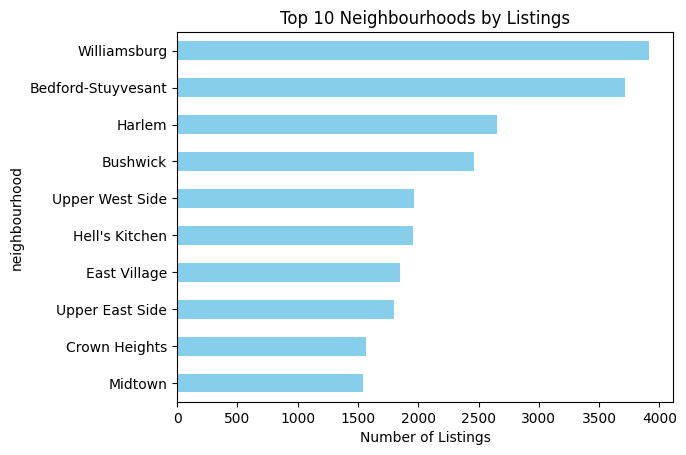 Top 10 Neighbourhoods by Listings
neighbourhood
Williamsburg
Bedford-Stuyvesant
Harlem
Bushwick
Upper West Side
Hell's Kitchen
East Village
Upper East Side
Crown Heights
Midtown
0 500 1000 1500 2000 2500 3000 3500 4000
Number of Listings